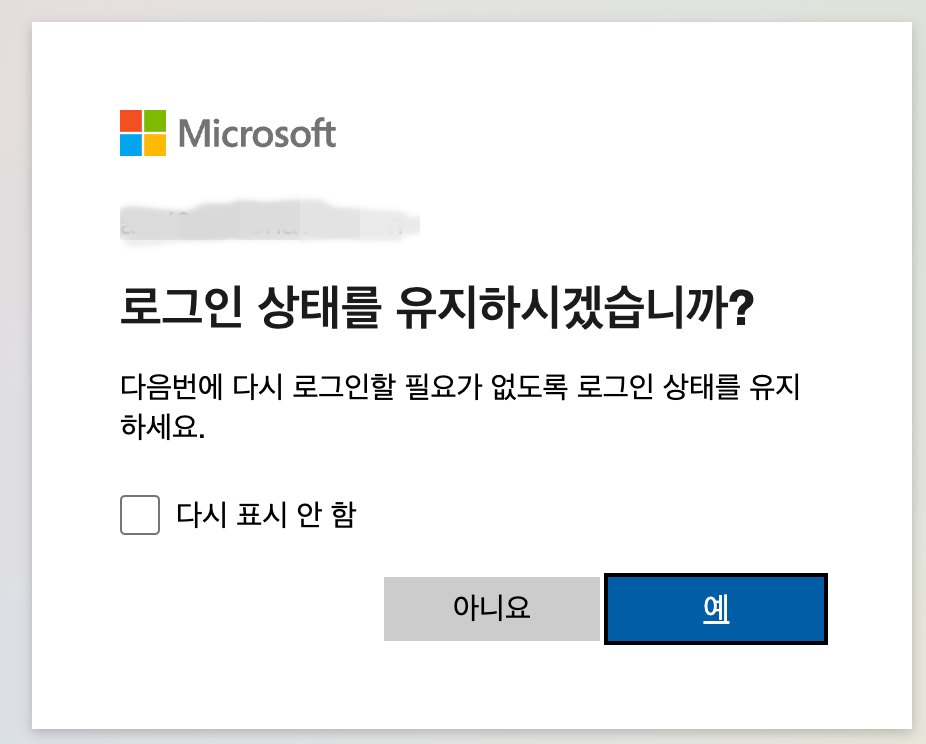 Microsoft
로그인 상태를 유지하시겠습니까?
다음번에 다시 로그인할 필요가 없도록 로그인 상태를 유지
하세요.
다시 표시 안 함
아니요
예